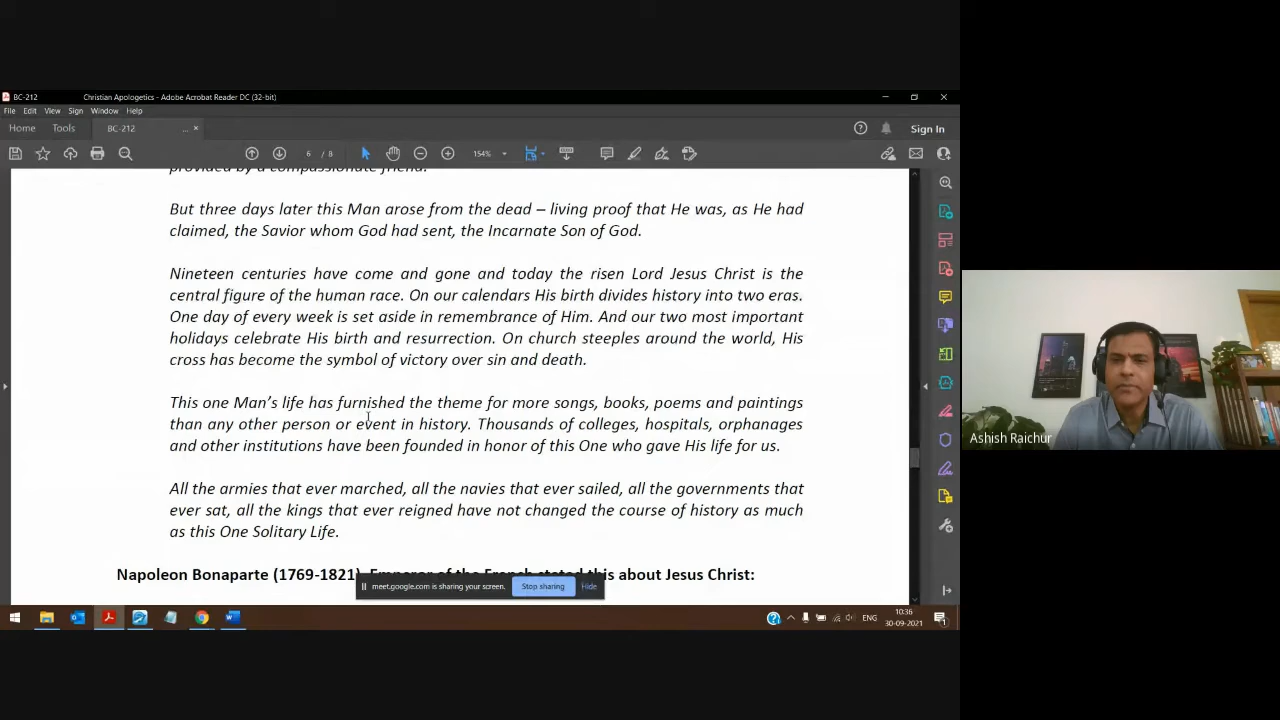 BC-212 Christian Apologetics - Adobe Acrobat Reader DC (32-bit)
File Edit View Sign Window Help
Home Tools BC-212 ... × Sign In
6 / 8 154%
provided by a compassionate friend.
But three days later this Man arose from the dead – living proof that He was, as He had
claimed, the Savior whom God had sent, the Incarnate Son of God.
Nineteen centuries have come and gone and today the risen Lord Jesus Christ is the
central figure of the human race. On our calendars His birth divides history into two eras.
One day of every week is set aside in remembrance of Him. And our two most important
holidays celebrate His birth and resurrection. On church steeples around the world, His
cross has become the symbol of victory over sin and death.
This one Man's life has furnished the theme for more songs, books, poems and paintings
than any other person or event in history. Thousands of colleges, hospitals, orphanages
and other institutions have been founded in honor of this One who gave His life for us.
All the armies that ever marched, all the navies that ever sailed, all the governments that
ever sat, all the kings that ever reigned have not changed the course of history as much
as this One Solitary Life.
Napoleon Bonaparte (1769-1821), Emperor of the French stated this about Jesus Christ:
meet.google.com is sharing your screen. Stop sharing Hide
ENG
10:36
30-09-2021
Ashish Raichur